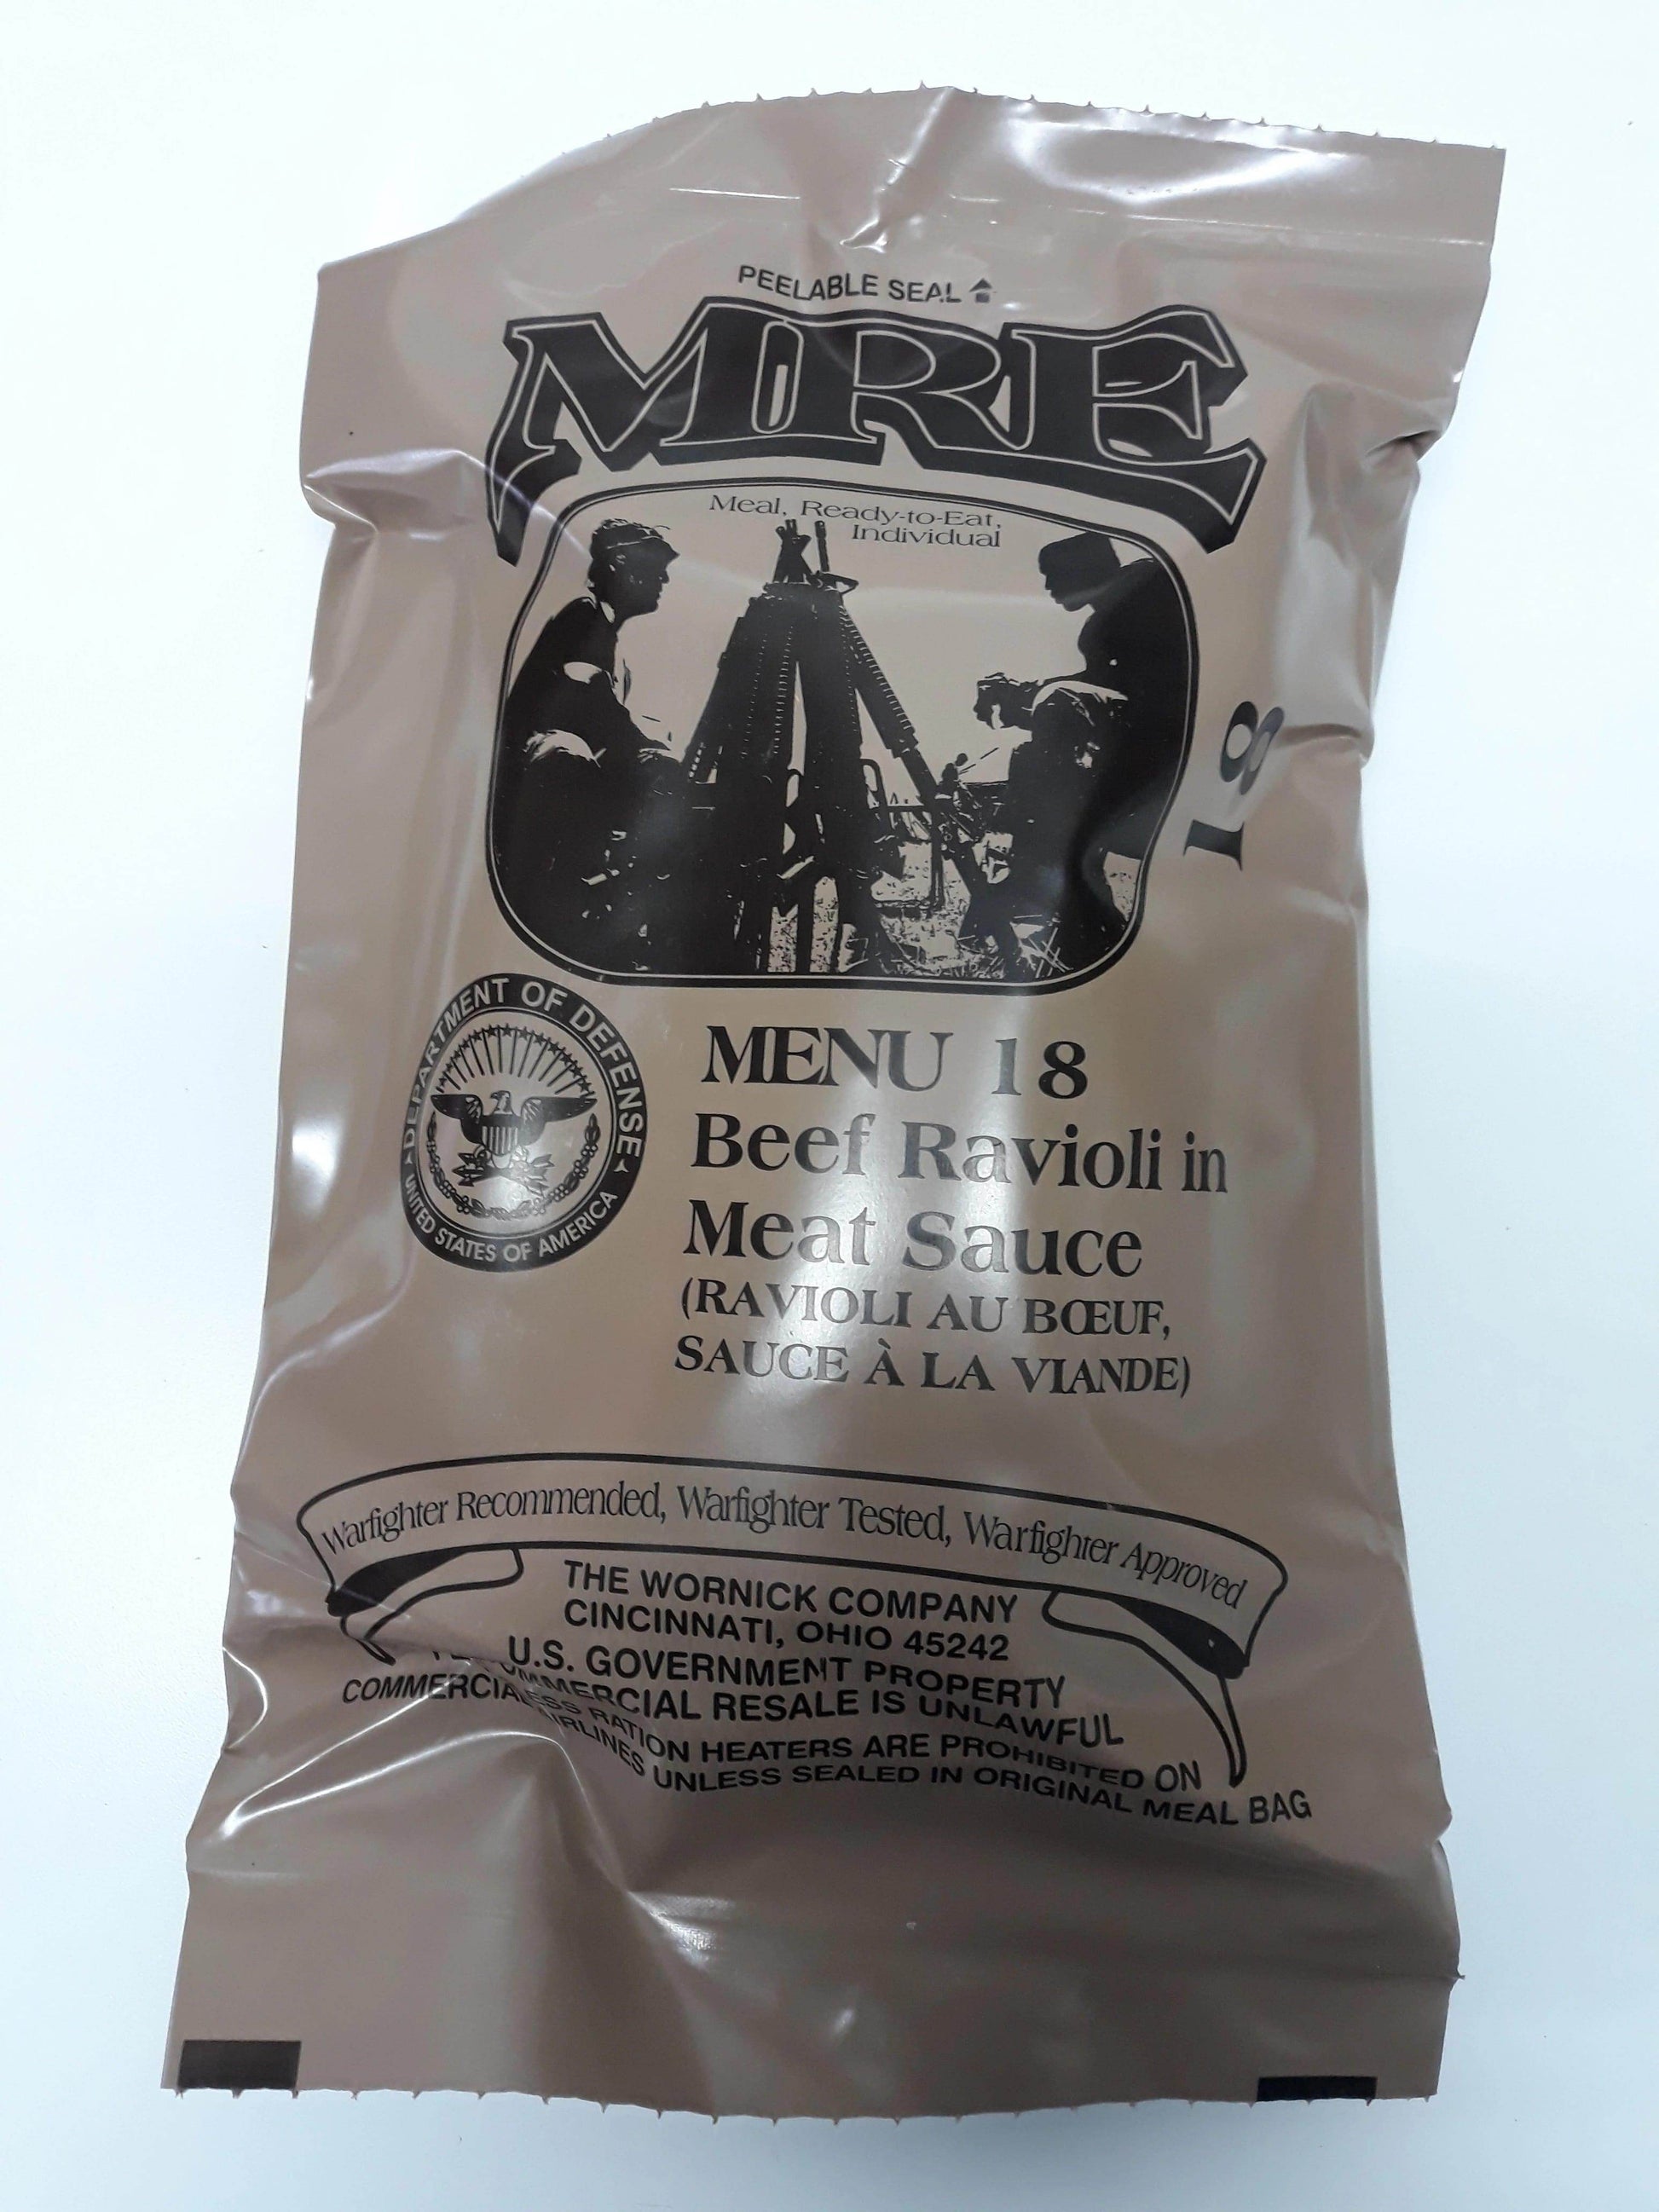 PEELABLE SEAL
MRE
Meal, Ready-to-Eat,
Individual
18
DEPARTMENT OF DEFENSE
UNITED STATES OF AMERICA
MENU 18
Beef Ravioli in
Meat Sauce
(RAVIOLI AU BŒUF,
SAUCE À LA VIANDE)
Warfighter Recommended, Warfighter Tested, Warfighter Approved
THE WORNICK COMPANY
CINCINNATI, OHIO 45242
U.S. GOVERNMENT PROPERTY
COMMERCIAL RESALE IS UNLAWFUL
RATION HEATERS ARE PROHIBITED ON
COMMERCIAL AIRLINES UNLESS SEALED IN ORIGINAL MEAL BAG